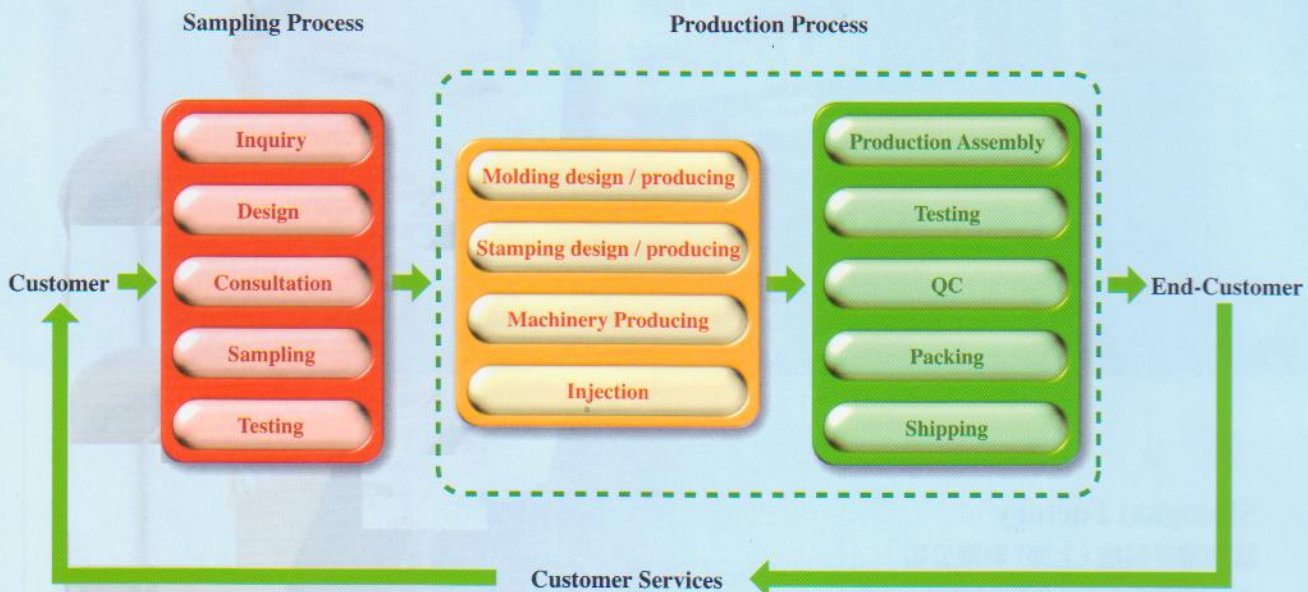 Sampling Process
Production Process
Inquiry
Design
Consultation
Sampling
Testing
Molding design / producing
Stamping design / producing
Machinery Producing
Injection
Production Assembly
Testing
QC
Packing
Shipping
Customer
End-Customer
Customer Services